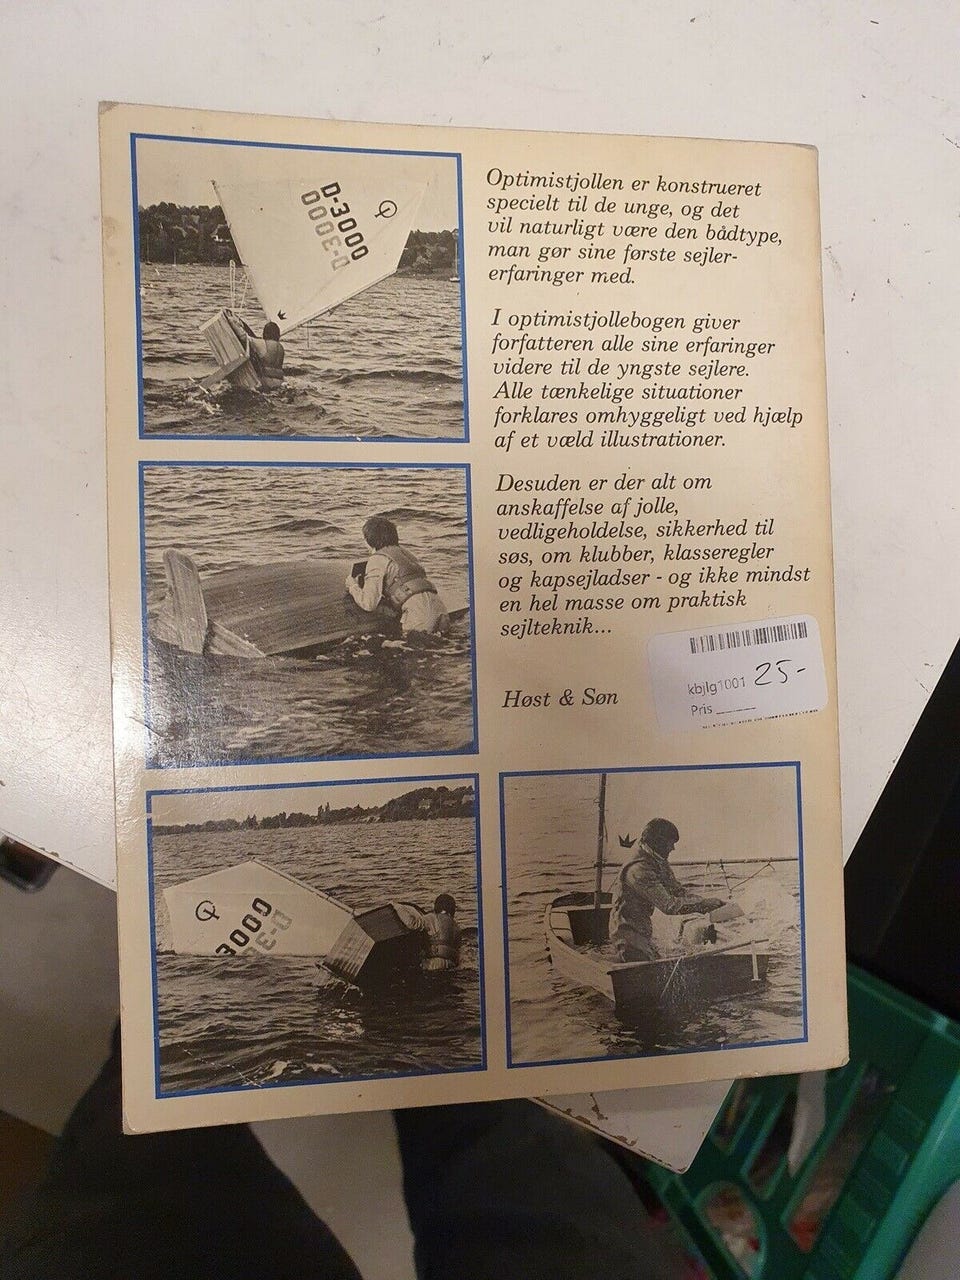 D-3000
D-3000
Optimistjollen er konstrueret
specielt til de unge, og det
vil naturligt være den bådtype,
man gør sine første sejler-
erfaringer med.
I optimistjollebogen giver
forfatteren alle sine erfaringer
videre til de yngste sejlere.
Alle tænkelige situationer
forklares omhyggeligt ved hjælp
af et væld illustrationer.
Desuden er der alt om
anskaffelse af jolle,
vedligeholdelse, sikkerhed til
søs, om klubber, klasseregler
og kapsejladser - og ikke mindst
en hel masse om praktisk
sejlteknik...
Høst & Søn
kbjlg1001 25-
Pris
3000